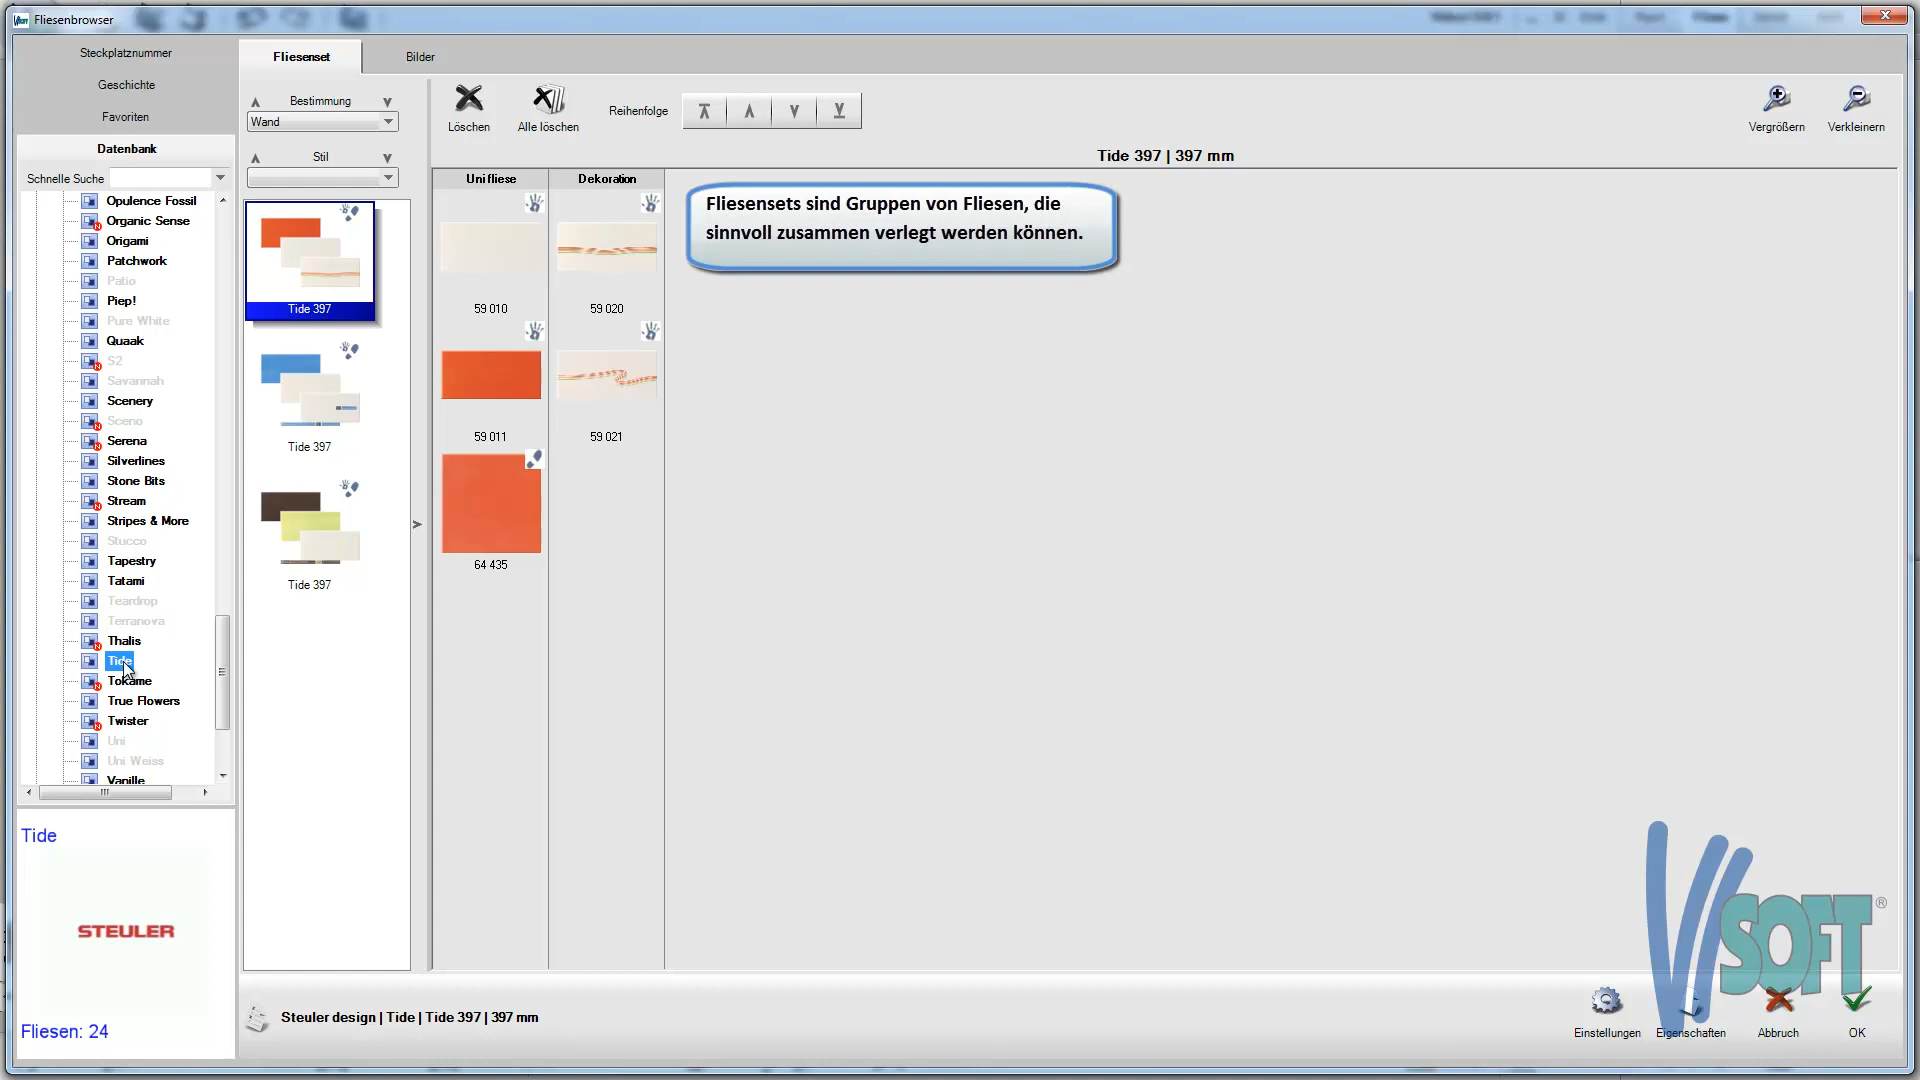 Fliesenbrowser
Steckplatznummer
Geschichte
Favoriten
Datenbank
Schnelle Suche
Opulence Fossil
Organic Sense
Origami
Patchwork
Patio
Piep!
Pure White
Quaak
S2
Savannah
Scenery
Sceno
Serena
Silverlines
Stone Bits
Stream
Stripes & More
Stucco
Tapestry
Tatami
Teardrop
Terranova
Thalis
Tide
Tokame
True Flowers
Twister
Uni
Uni Weiss
Vanille
Tide
STEULER
Fliesen: 24
Fliesenset
Bilder
Bestimmung
Wand
Stil
Tide 397
Tide 397
Tide 397
Löschen
Alle löschen
Reihenfolge
Vergrößern
Verkleinern
Tide 397 | 397 mm
Unifliese
Dekoration
59 010
59 020
59 011
59 021
64 435
Fliesensets sind Gruppen von Fliesen, die
sinnvoll zusammen verlegt werden können.
Steuler design | Tide | Tide 397 | 397 mm
ViSOFT®
Einstellungen
Eigenschaften
Abbruch
OK